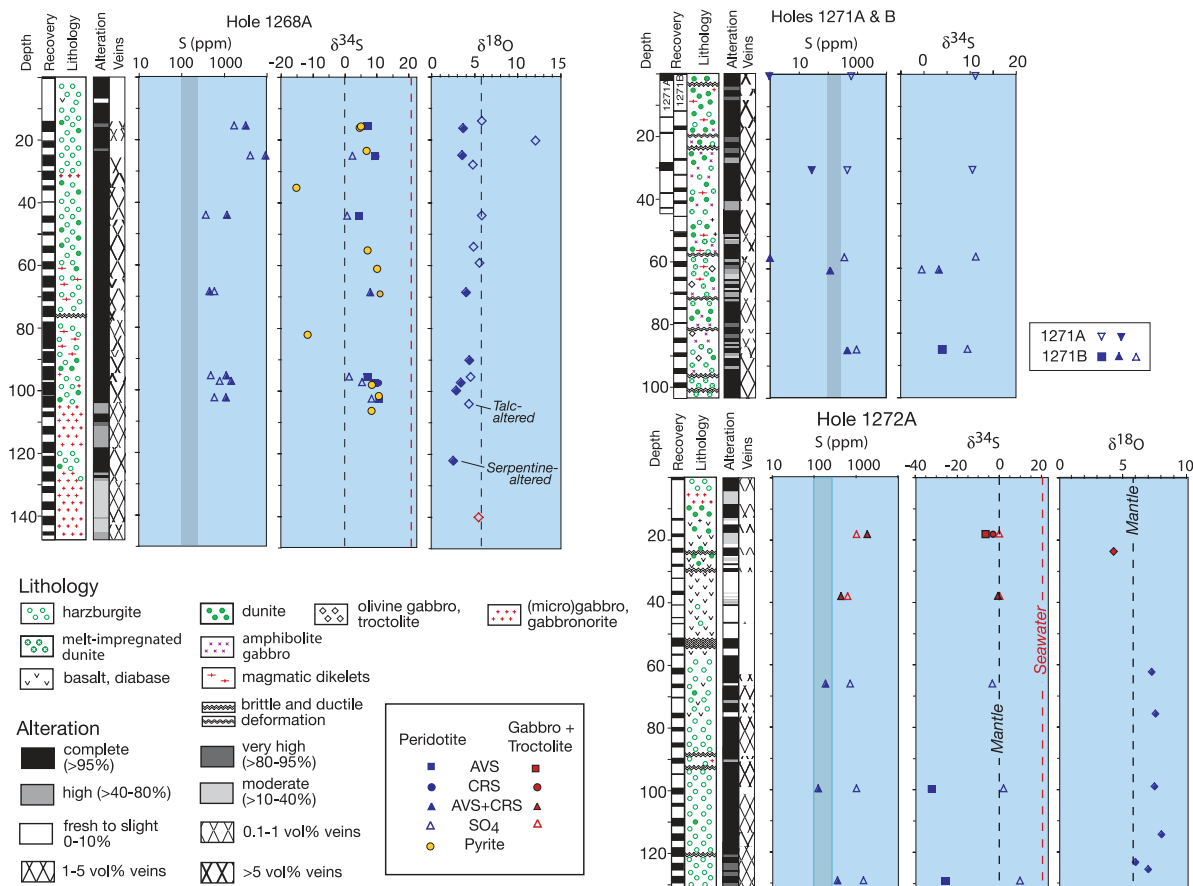 Hole 1268A
Depth Recovery Lithology Alteration Veins
S (ppm) δ34S δ18O
10 100 1000 -20 0 10 20 0 5 10 15
20
40
60
80
100
120
140
Talc-altered
Serpentine-altered
Holes 1271A & B
Depth Recovery Lithology Alteration Veins
S (ppm) δ34S
10 100 1000 0 10 20
1271A 1271B
20
40
60
80
100
1271A
1271B
Hole 1272A
Depth Recovery Lithology Alteration Veins
S (ppm) δ34S δ18O
10 100 1000 −40 −20 0 20 0 5 10
20
40
60
80
100
120
Mantle
Seawater
Mantle
Lithology
harzburgite
dunite
olivine gabbro, troctolite
(micro)gabbro, gabbronorite
melt-impregnated dunite
amphibolite gabbro
basalt, diabase
magmatic dikelets
brittle and ductile deformation
Alteration
complete (>95%)
very high (>80-95%)
high (>40-80%)
moderate (>10-40%)
fresh to slight 0-10%
0.1-1 vol% veins
1-5 vol% veins
>5 vol% veins
Peridotite
Gabbro + Troctolite
AVS
CRS
AVS+CRS
SO4
Pyrite